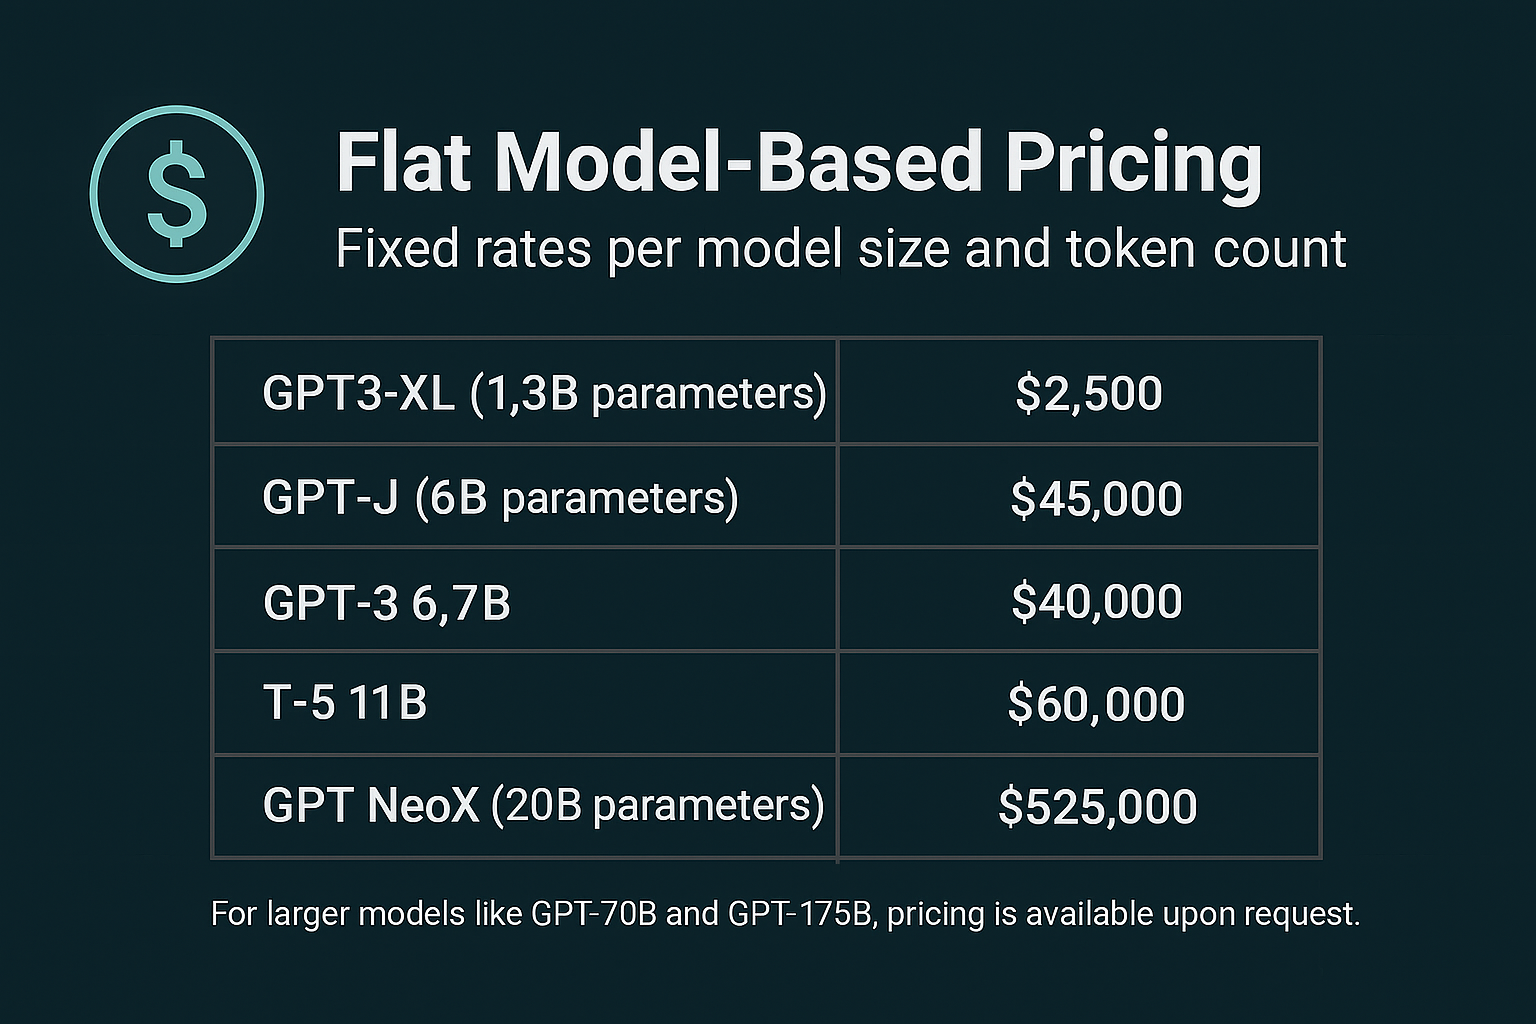 $
Flat Model-Based Pricing
Fixed rates per model size and token count
GPT3-XL (1,3B parameters) $2,500
GPT-J (6B parameters) $45,000
GPT-3 6,7B $40,000
T-5 11B $60,000
GPT NeoX (20B parameters) $525,000
For larger models like GPT-70B and GPT-175B, pricing is available upon request.